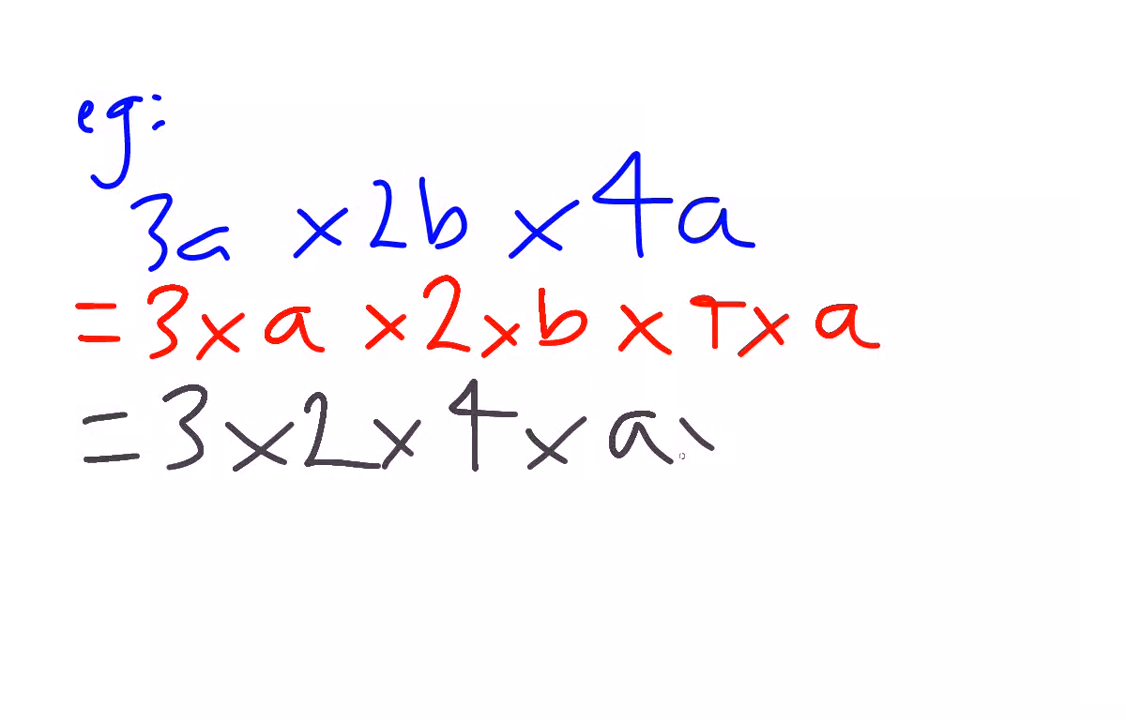 eg:
3a × 2b × 4a
= 3 × a × 2 × b × 4 × a
= 3 × 2 × 4 × a ×